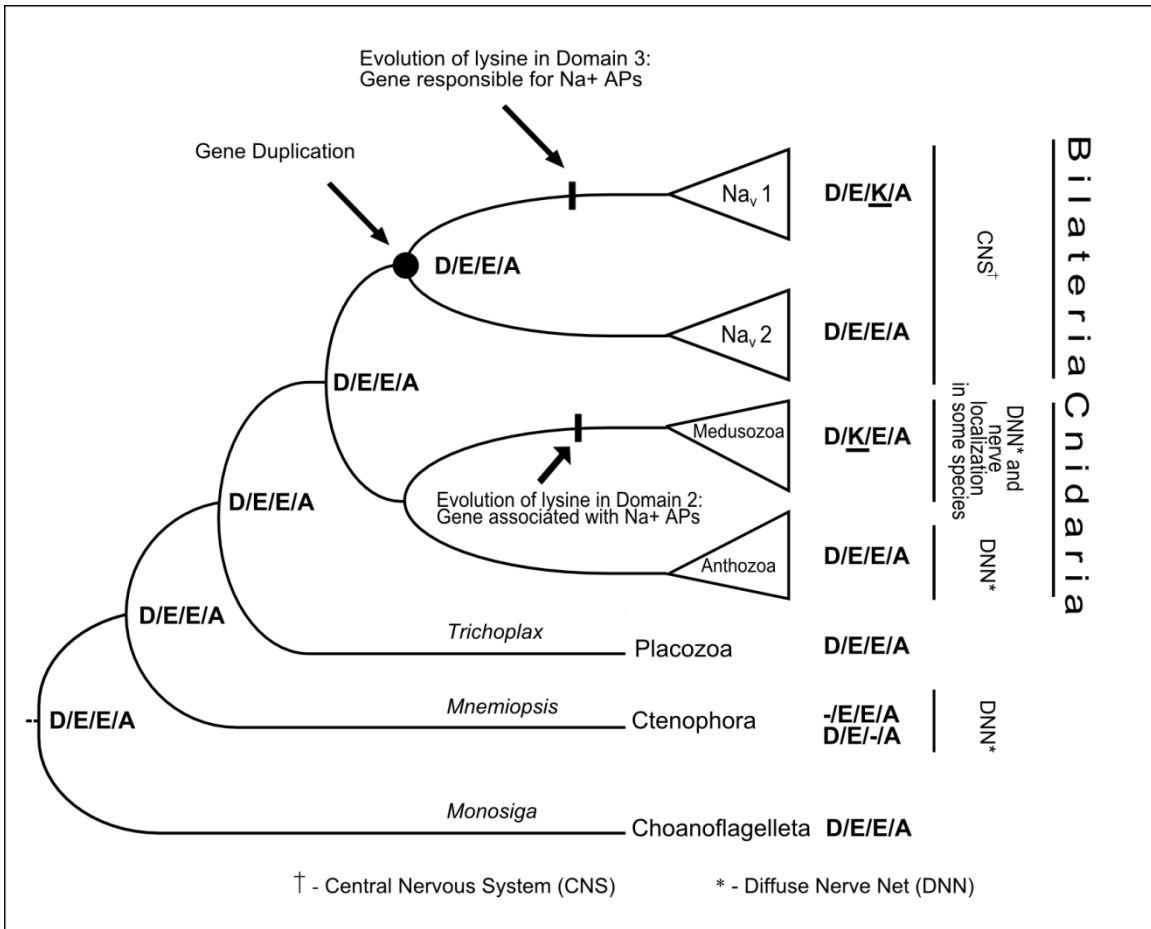 Evolution of lysine in Domain 3:
Gene responsible for Na+ APs
Gene Duplication
Nav 1
D/E/K/A
D/E/E/A
CNS†
Bilateria
Nav 2
D/E/E/A
D/E/E/A
Medusozoa
D/K/E/A
DNN* and
nerve
localization
in some species
Cnidaria
Evolution of lysine in Domain 2:
Gene associated with Na+ APs
D/E/E/A
Anthozoa
D/E/E/A
DNN*
D/E/E/A
Trichoplax
Placozoa
D/E/E/A
D/E/E/A
Mnemiopsis
Ctenophora
-/E/E/A
D/E/-/A
DNN*
Monosiga
Choanoflagelleta
D/E/E/A
† - Central Nervous System (CNS)
* - Diffuse Nerve Net (DNN)